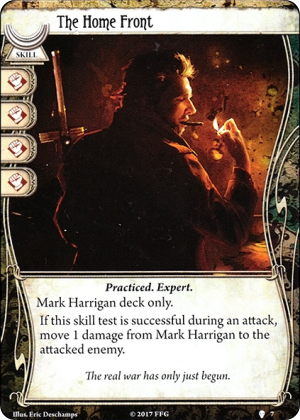 The Home Front
SKILL
Practiced. Expert.
Mark Harrigan deck only.
If this skill test is successful during an attack,
move 1 damage from Mark Harrigan to the
attacked enemy.
The real war has only just begun.
Illus. Eric Deschamps
© 2017 FFG
7